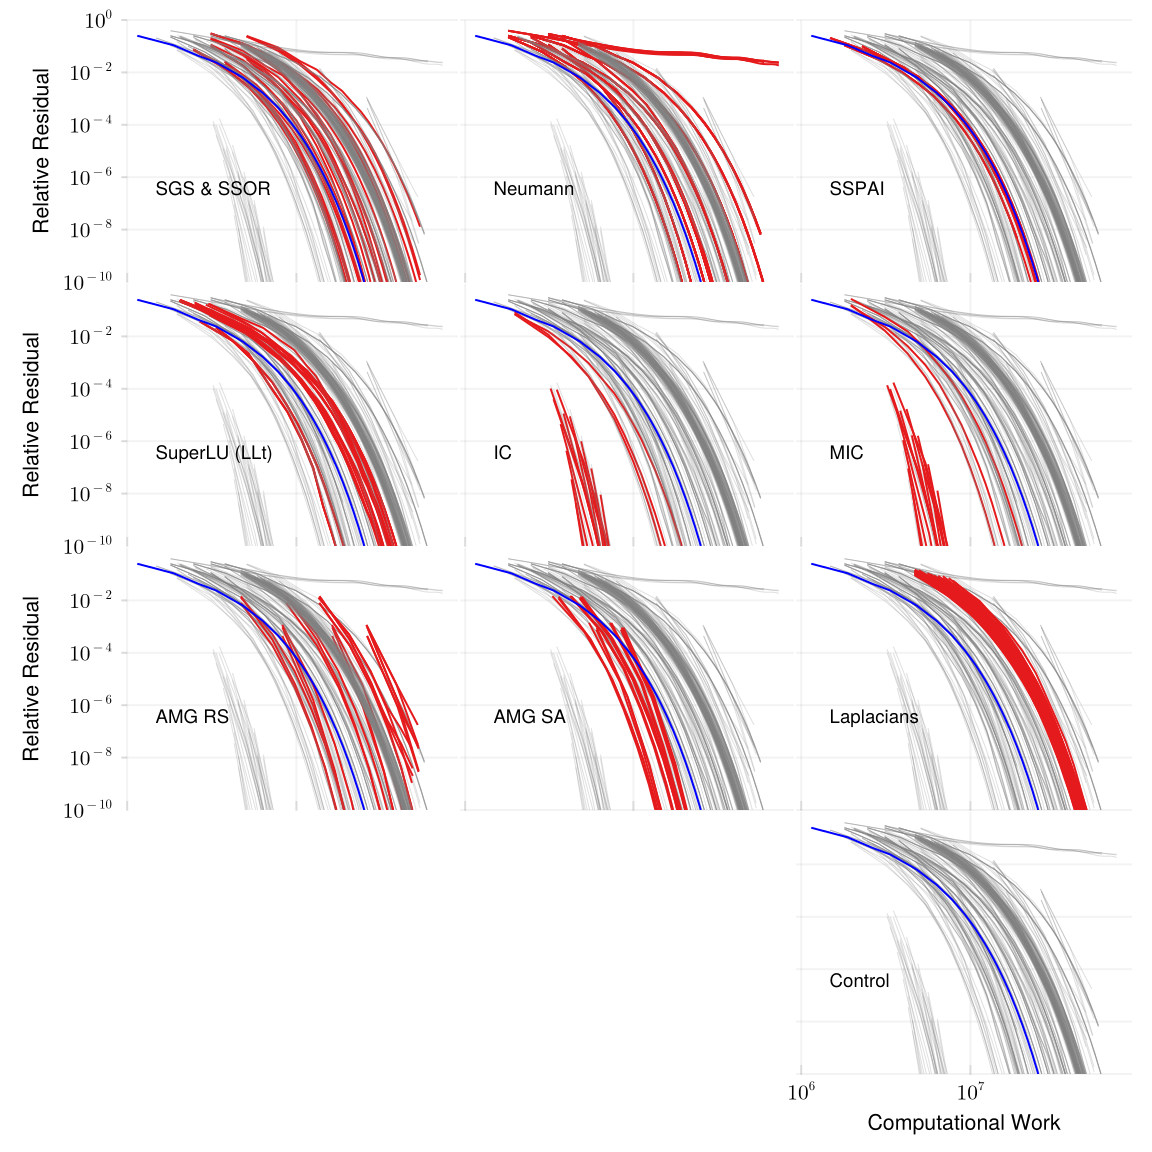 10^0
10^−2
10^−4
10^−6
10^−8
10^−10
Relative Residual
SGS & SSOR
Neumann
SSPAI
10^−2
10^−4
10^−6
10^−8
10^−10
Relative Residual
SuperLU (LLt)
IC
MIC
10^−2
10^−4
10^−6
10^−8
10^−10
Relative Residual
AMG RS
AMG SA
Laplacians
Control
10^6
10^7
Computational Work